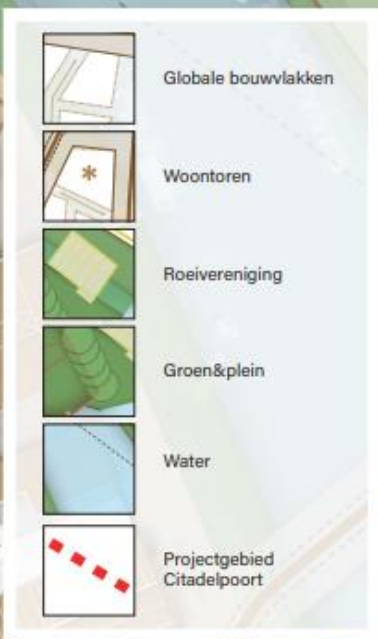 Globale bouwvlakken
Woontoren
Roeivereniging
Groen&plein
Water
Projectgebied
Citadelpoort